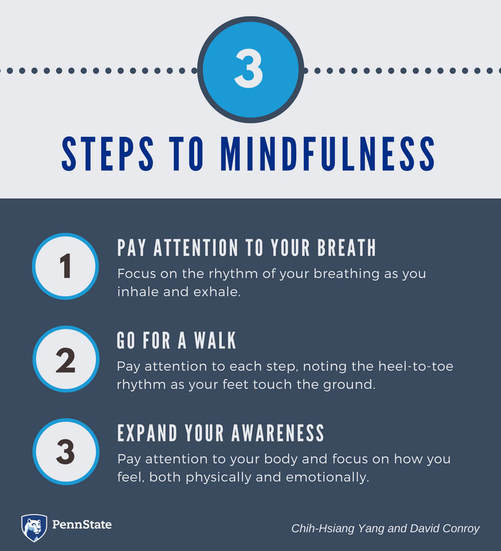 3
STEPS TO MINDFULNESS
1
PAY ATTENTION TO YOUR BREATH
Focus on the rhythm of your breathing as you
inhale and exhale.
2
GO FOR A WALK
Pay attention to each step, noting the heel-to-toe
rhythm as your feet touch the ground.
3
EXPAND YOUR AWARENESS
Pay attention to your body and focus on how you
feel, both physically and emotionally.
PennState
Chih-Hsiang Yang and David Conroy